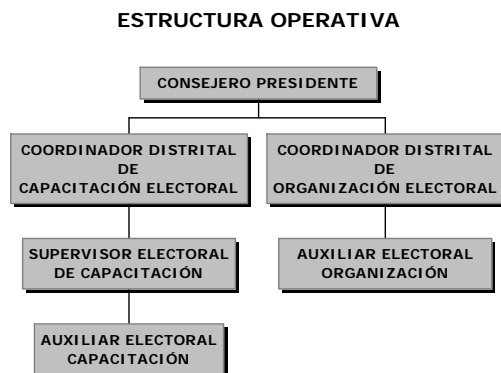 ESTRUCTURA OPERATIVA
CONSEJERO PRESIDENTE
COORDINADOR DISTRITAL
DE
CAPACITACIÓN ELECTORAL
COORDINADOR DISTRITAL
DE
ORGANIZACIÓN ELECTORAL
SUPERVISOR ELECTORAL
DE CAPACITACIÓN
AUXILIAR ELECTORAL
ORGANIZACIÓN
AUXILIAR ELECTORAL
CAPACITACIÓN